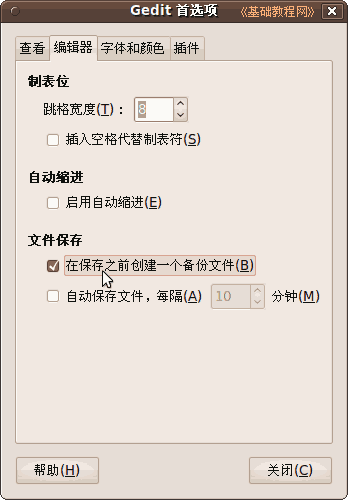 Gedit 首选项 《基础教程网》
查看 编辑器 字体和颜色 插件
制表位
跳格宽度(T)： 8
插入空格代替制表符(S)
自动缩进
启用自动缩进(E)
文件保存
在保存之前创建一个备份文件(B)
自动保存文件，每隔(A) 10 分钟(M)
帮助(H) 关闭(C)